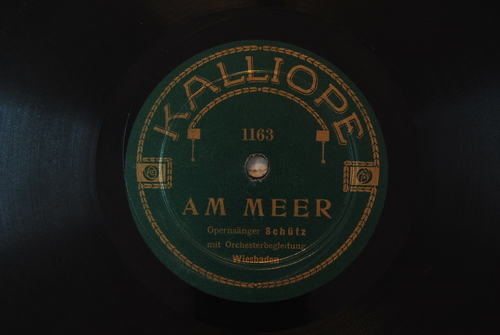 KALLIOPE
1163
AM MEER
Opernsänger Schütz
mit Orchesterbegleitung
Wiesbaden